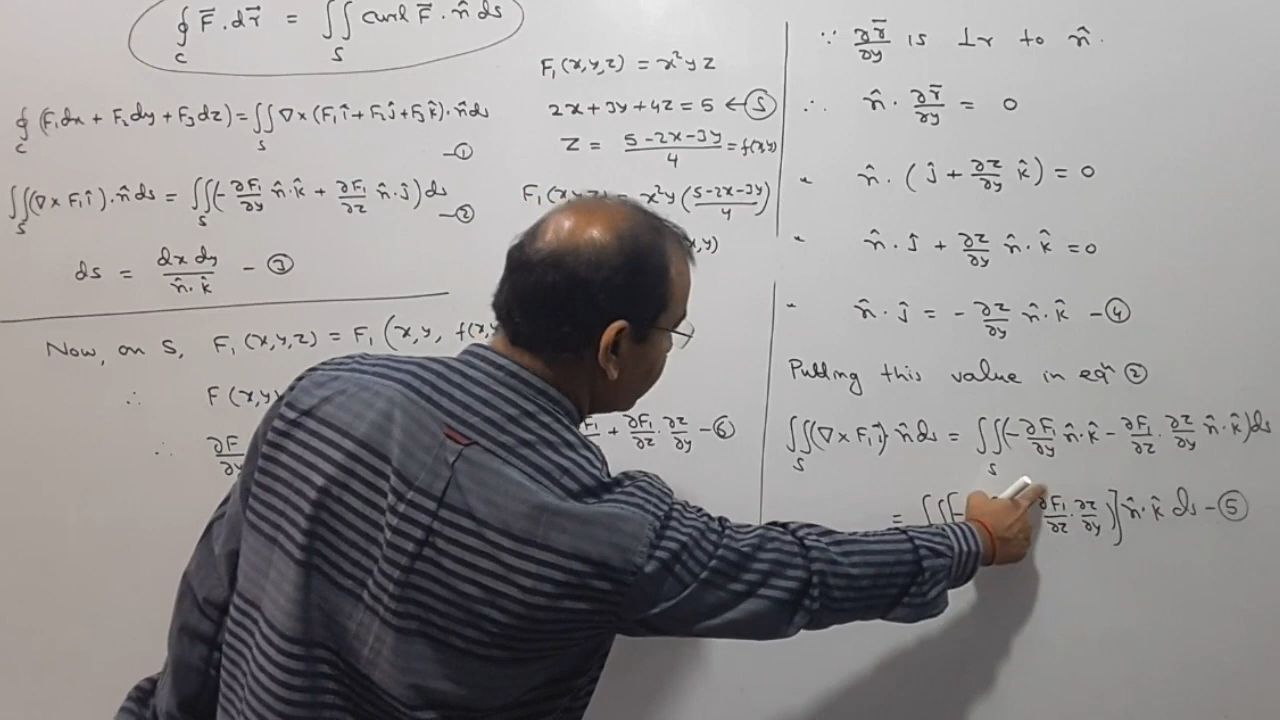 ∮_C F⃗ . dr⃗ = ∬_S curl F⃗ . n̂ ds
∮_C (F₁dx + F₂dy + F₃dz) = ∬_S ∇ × (F₁î + F₂ĵ + F₃k̂) . n̂ ds —①
∬_S (∇ × F₁î) . n̂ ds = ∬_S (- ∂F₁/∂y n̂.k̂ + ∂F₁/∂z n̂.ĵ) ds —②
ds = dx dy / n̂.k̂ —③
Now, on S, F₁(x,y,z) = F₁(x,y, f(x,y
∴ F(x,y
∴ ∂F/∂y
+ ∂F₁/∂z . ∂z/∂y —⑥
F₁(x,y,z) = x²yz
2x+3y+4z = 5 ← Ⓢ
z = (5-2x-3y)/4 = f(x,y)
F₁(x,y,z) = x²y((5-2x-3y)/4)
,y)
∵ ∂r̄/∂y is ⊥r to n̂.
∴ n̂ . ∂r̄/∂y = 0
" n̂ . (ĵ + ∂z/∂y k̂) = 0
" n̂ . ĵ + ∂z/∂y n̂ . k̂ = 0
" n̂ . ĵ = - ∂z/∂y n̂ . k̂ —④
Putting this value in eqⁿ ②
∬_S (∇ × F₁î) . n̂ ds = ∬_S (- ∂F₁/∂y n̂.k̂ - ∂F₁/∂z . ∂z/∂y n̂.k̂) ds
= ∬[- ∂F₁/∂z . ∂z/∂y)] n̂.k̂ ds —⑤